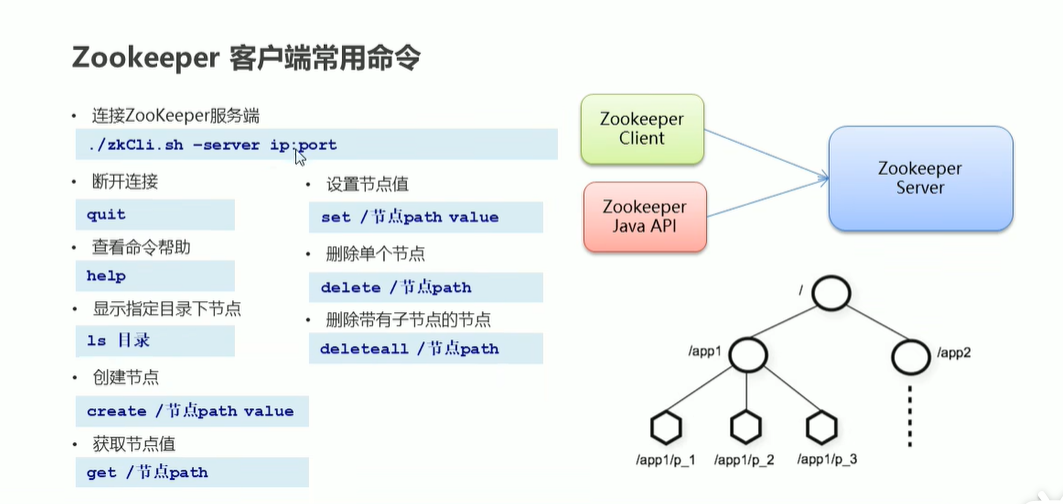 Zookeeper 客户端常用命令
• 连接ZooKeeper服务端
./zkCli.sh –server ip:port
• 断开连接
quit
• 查看命令帮助
help
• 显示指定目录下节点
ls 目录
• 创建节点
create /节点path value
• 获取节点值
get /节点path
• 设置节点值
set /节点path value
• 删除单个节点
delete /节点path
• 删除带有子节点的节点
deleteall /节点path
Zookeeper
Client
Zookeeper
Java API
Zookeeper
Server
/
/app1
/app2
/app1/p_1
/app1/p_2
/app1/p_3